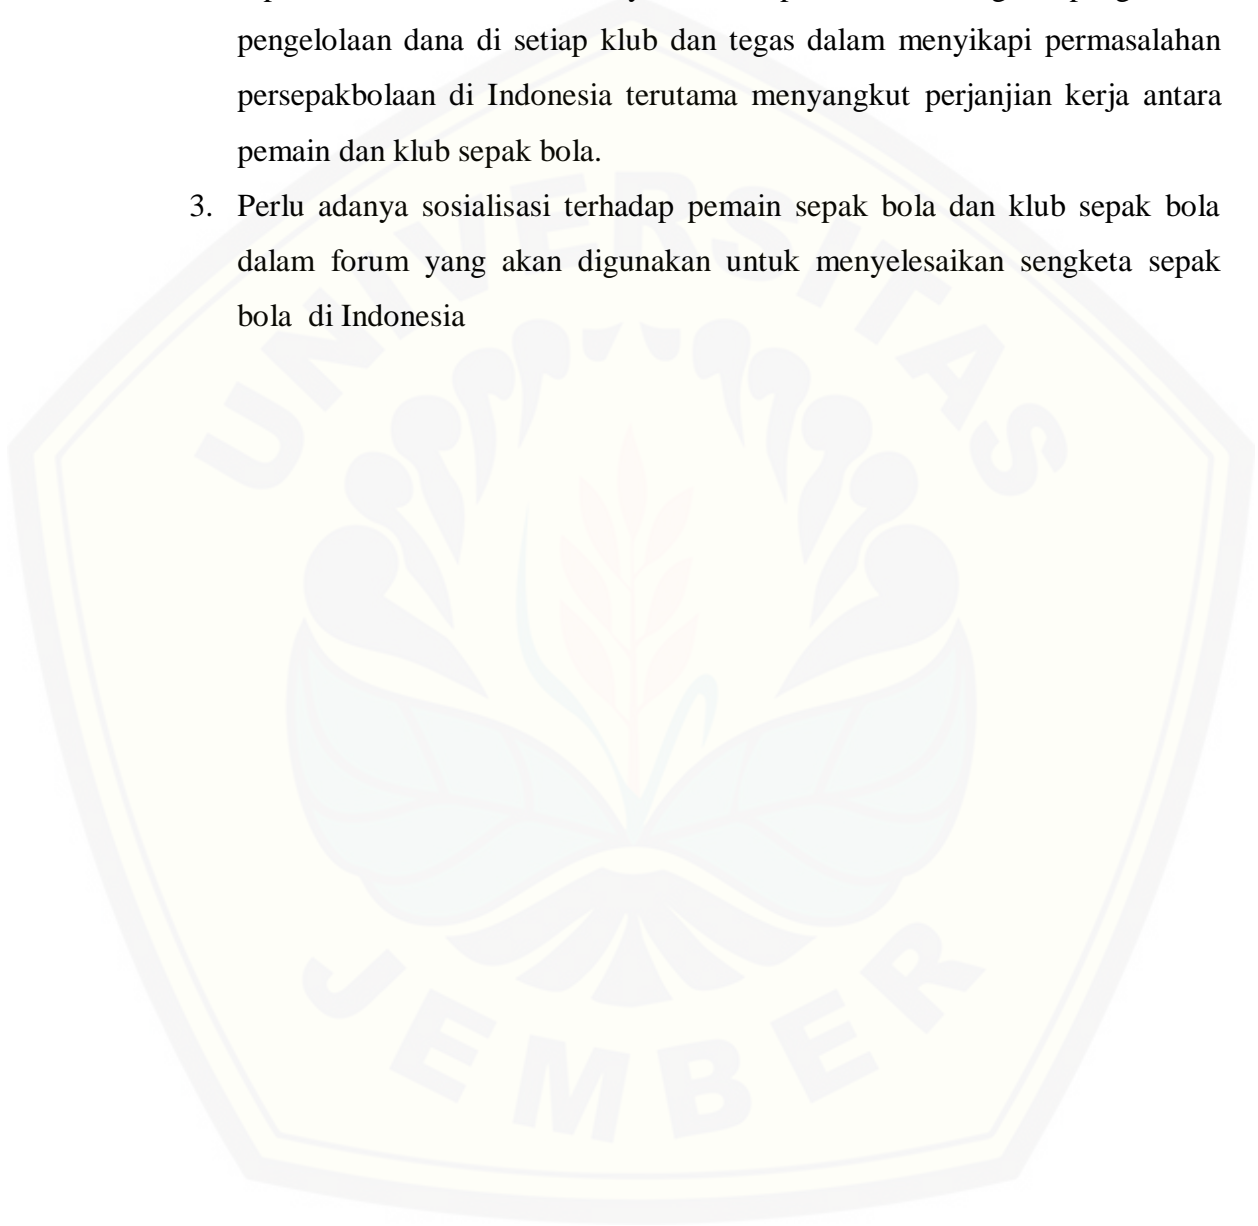 pengelolaan dana di setiap klub dan tegas dalam menyikapi permasalahan
persepakbolaan di Indonesia terutama menyangkut perjanjian kerja antara
pemain dan klub sepak bola.
3. Perlu adanya sosialisasi terhadap pemain sepak bola dan klub sepak bola
dalam forum yang akan digunakan untuk menyelesaikan sengketa sepak
bola  di Indonesia
UNIVERSITAS
JEMBER